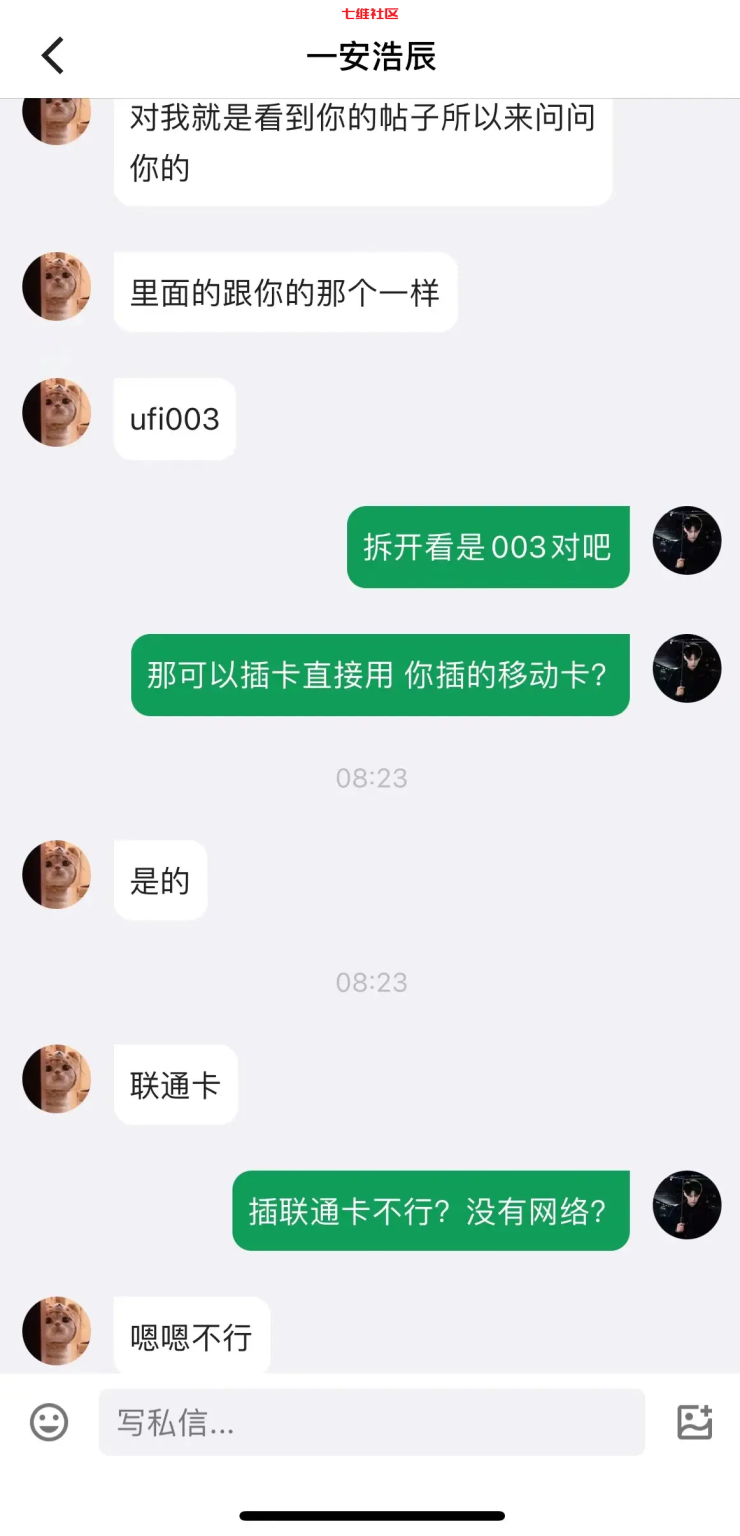 七维社区
一安浩辰
对我就是看到你的帖子所以来问问
你的
里面的跟你的那个一样
ufi003
拆开看是003对吧
那可以插卡直接用 你插的移动卡?
08:23
是的
08:23
联通卡
插联通卡不行? 没有网络?
嗯嗯不行
写私信...